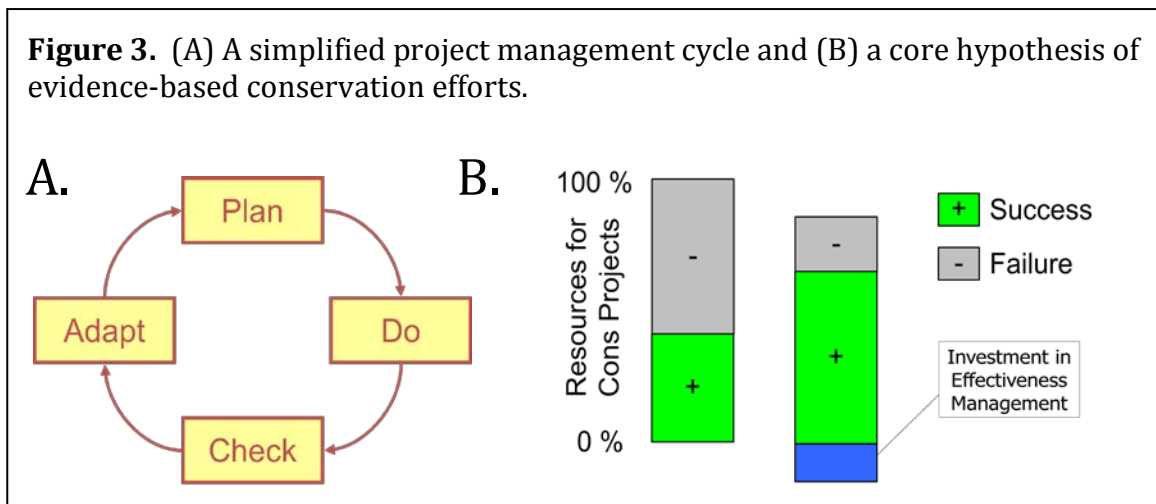 Figure 3. (A) A simplified project management cycle and (B) a core hypothesis of
evidence-based conservation efforts.
A.
Plan
Do
Check
Adapt
B.
100 %
Resources for
Cons Projects
0 %
-
+
-
+
+ Success
- Failure
Investment in
Effectiveness
Management